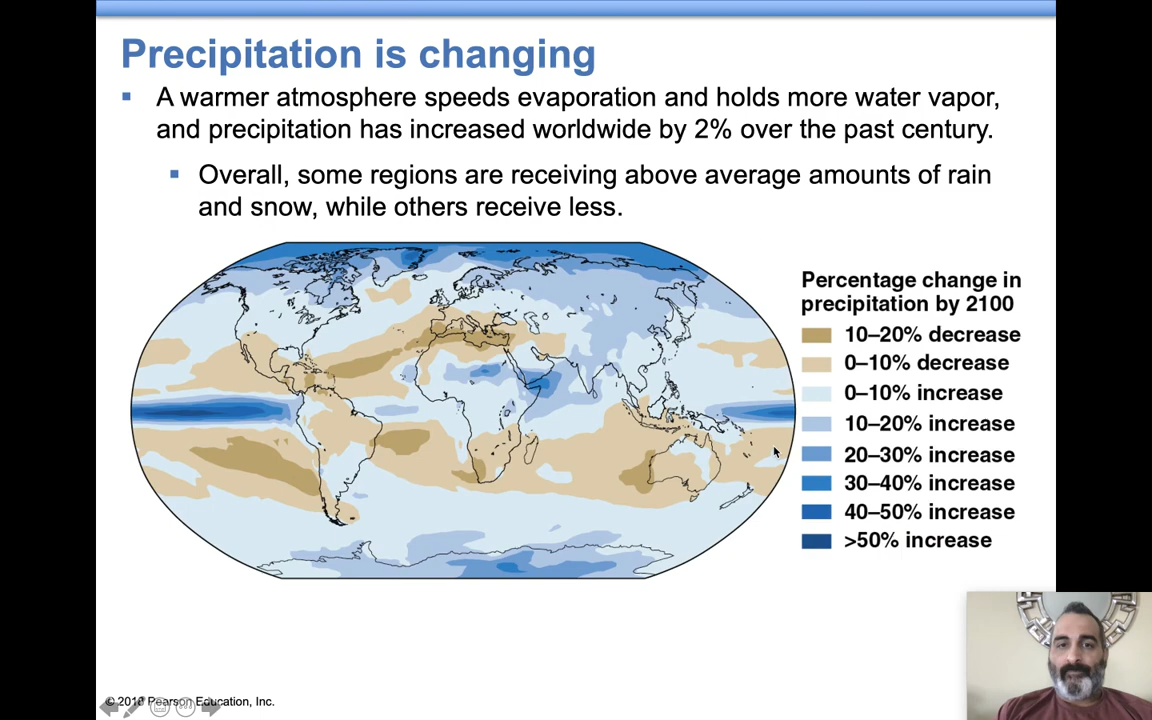 Precipitation is changing
A warmer atmosphere speeds evaporation and holds more water vapor,
and precipitation has increased worldwide by 2% over the past century.
Overall, some regions are receiving above average amounts of rain
and snow, while others receive less.
Percentage change in
precipitation by 2100
10–20% decrease
0–10% decrease
0–10% increase
10–20% increase
20–30% increase
30–40% increase
40–50% increase
>50% increase
© 2018 Pearson Education, Inc.